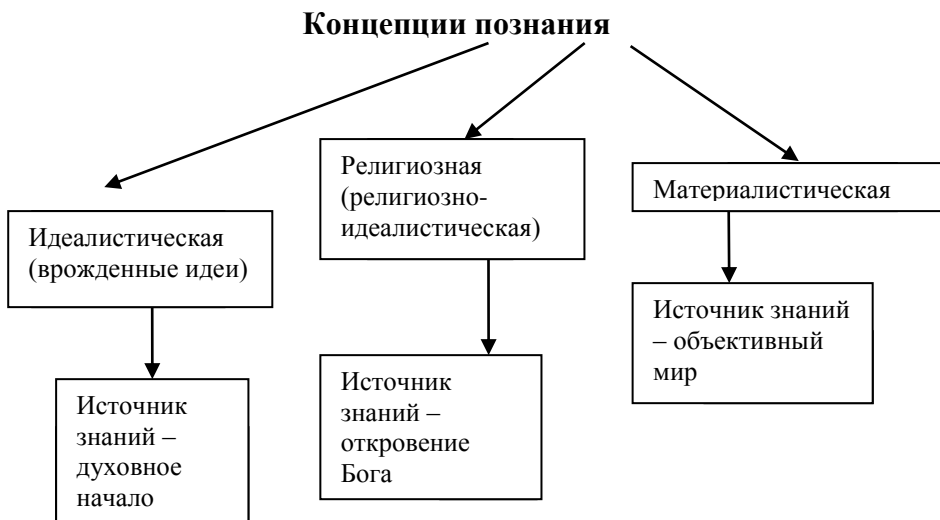 Концепции познания
Идеалистическая
(врожденные идеи)
Источник
знаний –
духовное
начало
Религиозная
(религиозно-
идеалистическая)
Источник
знаний –
откровение
Бога
Материалистическая
Источник знаний
– объективный
мир